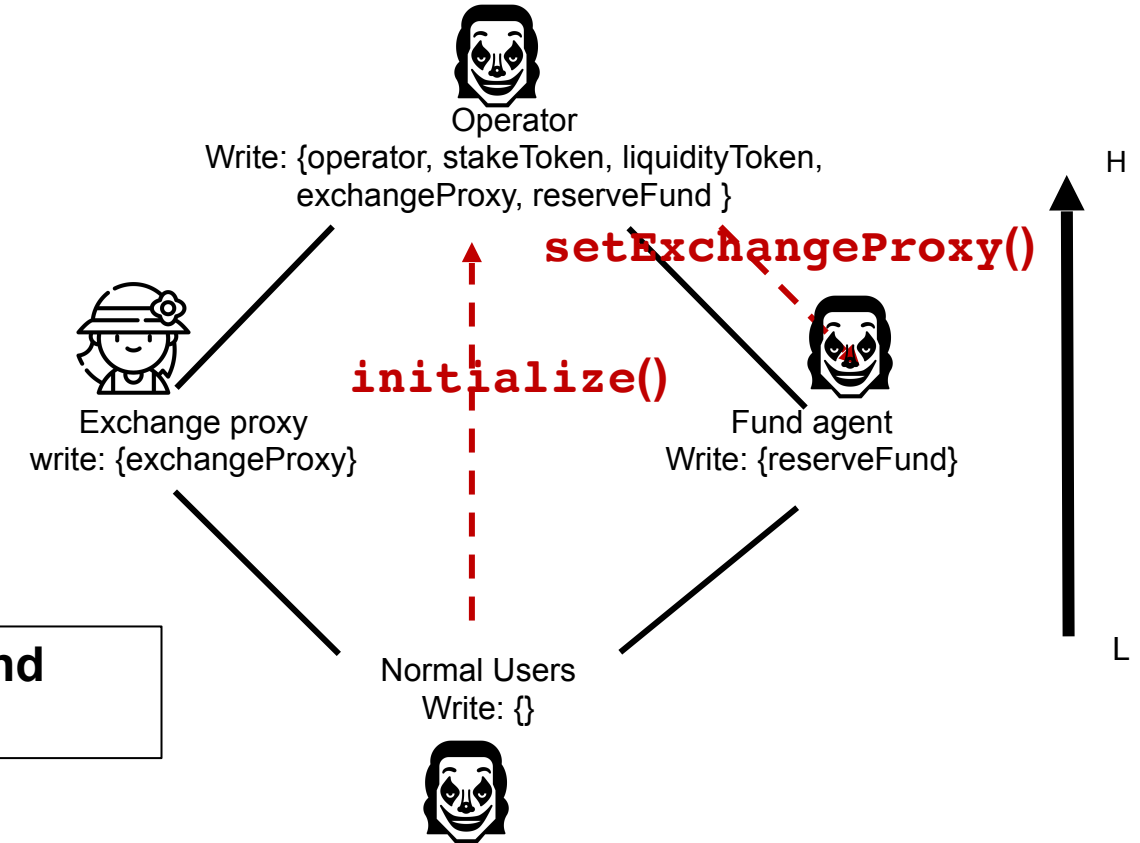 Operator
Write: {operator, stakeToken, liquidityToken,
exchangeProxy, reserveFund }
H
setExchangeProxy()
initialize()
Exchange proxy
write: {exchangeProxy}
Fund agent
Write: {reserveFund}
L
Normal Users
Write: {}